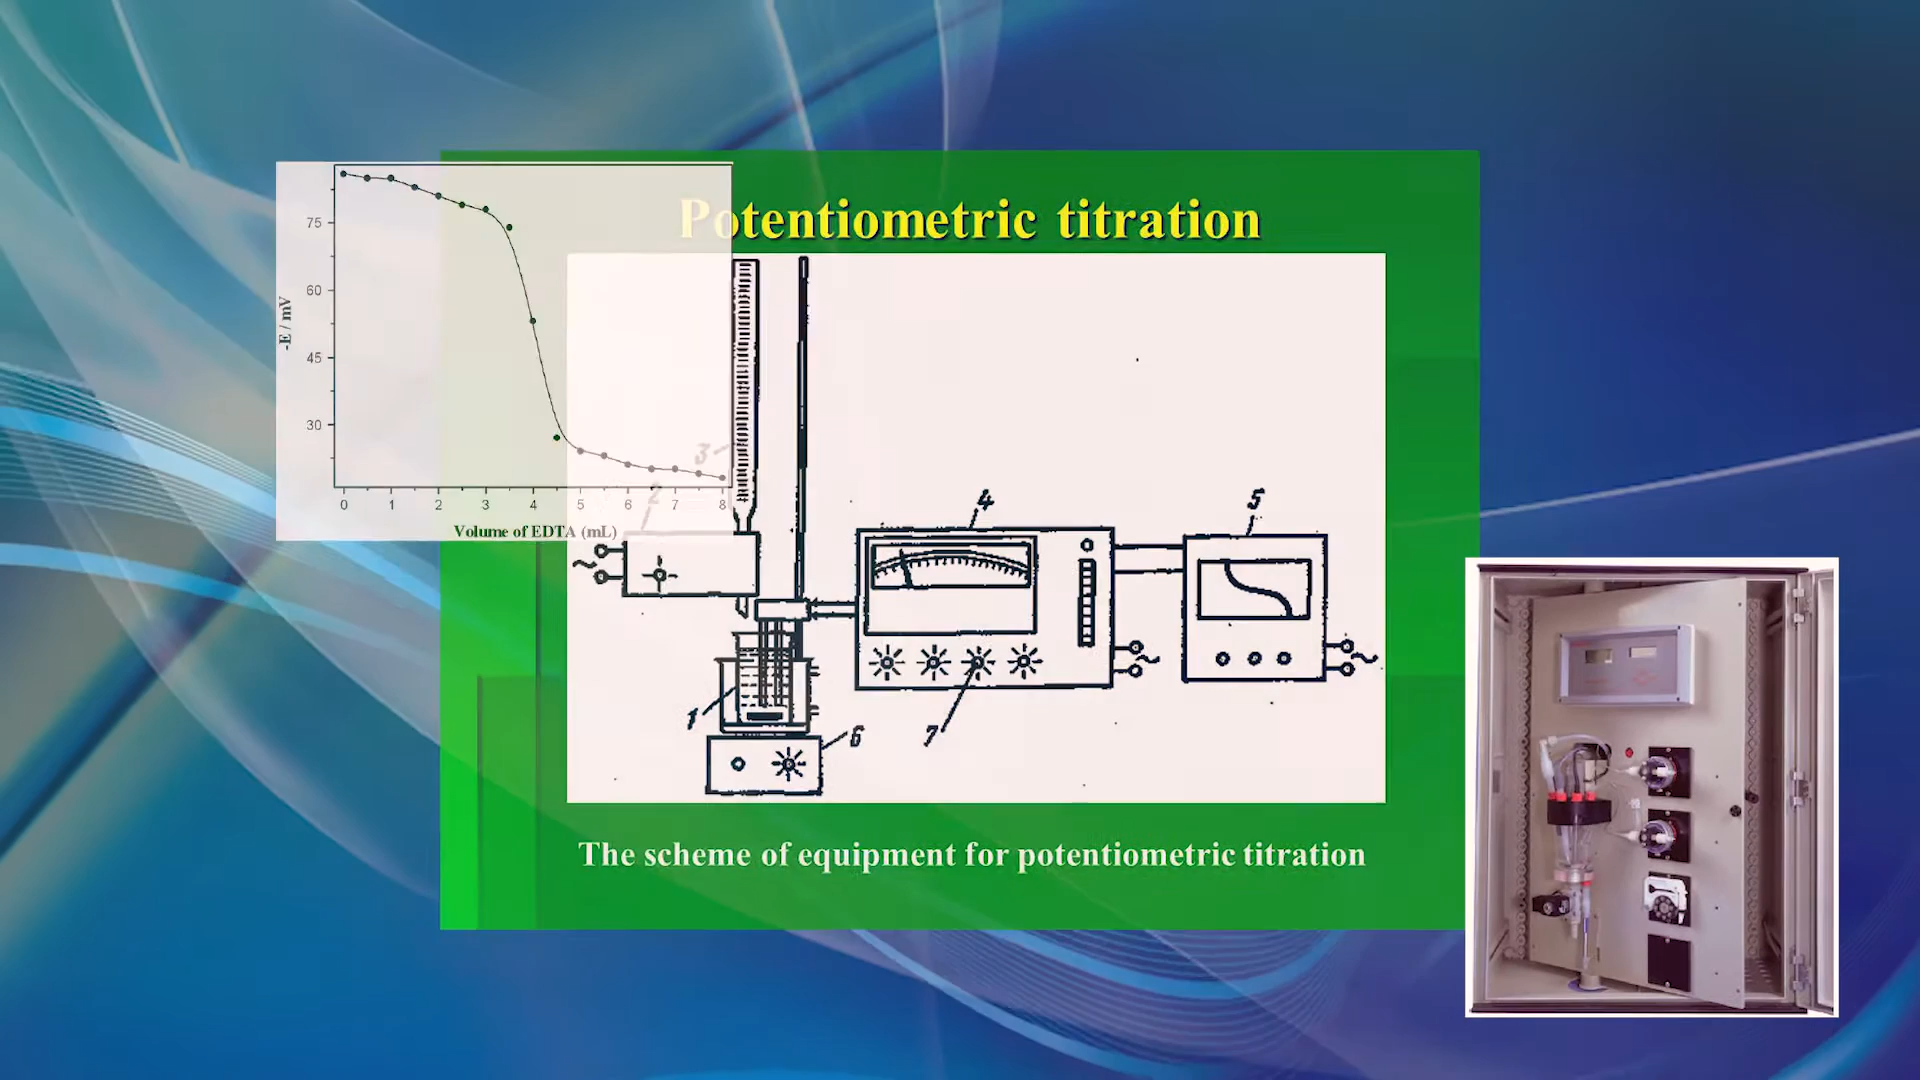 Potentiometric titration
75
60
45
30
-E / mV
0 1 2 3 4 5 6 7 8
Volume of EDTA (mL)
3
2
4
5
1
6
7
The scheme of equipment for potentiometric titration